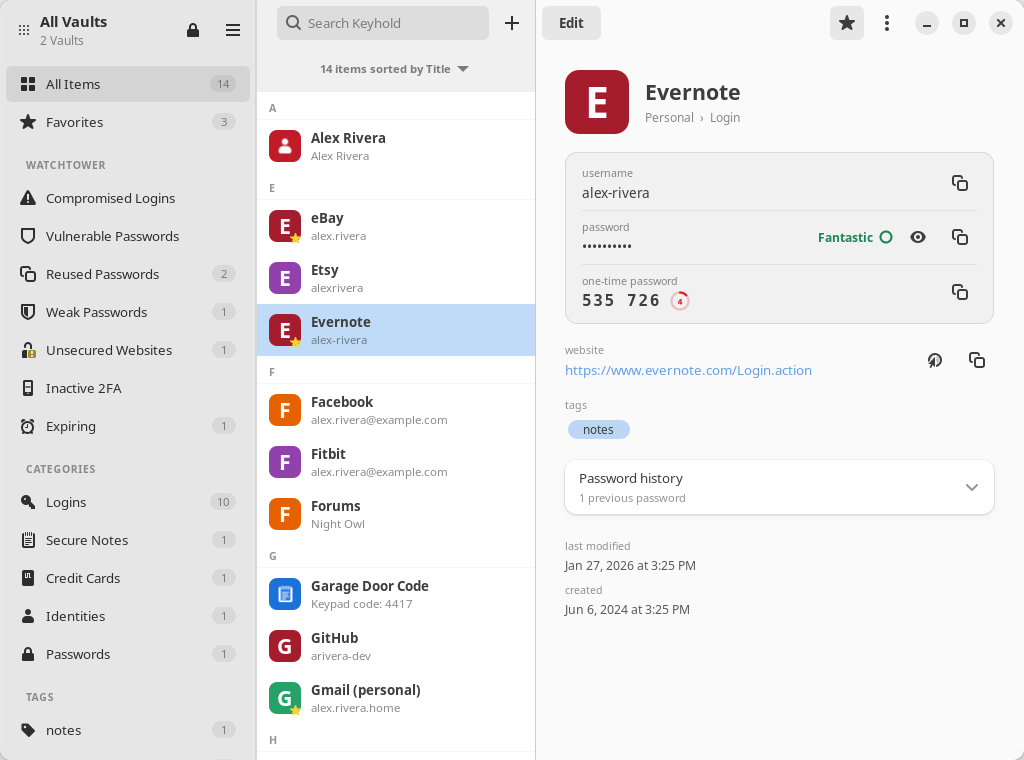 All Vaults
2 Vaults
All Items 14
Favorites 3
WATCHTOWER
Compromised Logins
Vulnerable Passwords
Reused Passwords 2
Weak Passwords 1
Unsecured Websites 1
Inactive 2FA
Expiring 1
CATEGORIES
Logins 10
Secure Notes 1
Credit Cards 1
Identities 1
Passwords 1
TAGS
notes 1
Search Keyhold
14 items sorted by Title
A
Alex Rivera
Alex Rivera
E
E
eBay
alex.rivera
E
Etsy
alexrivera
E
Evernote
alex-rivera
F
F
Facebook
alex.rivera@example.com
F
Fitbit
alex.rivera@example.com
F
Forums
Night Owl
G
Garage Door Code
Keypad code: 4417
G
GitHub
arivera-dev
G
Gmail (personal)
alex.rivera.home
H
Edit
E
Evernote
Personal › Login
username
alex-rivera
password
•••••••••• Fantastic
one-time password
535 726 4
website
https://www.evernote.com/Login.action
tags
notes
Password history
1 previous password
last modified
Jan 27, 2026 at 3:25 PM
created
Jun 6, 2024 at 3:25 PM